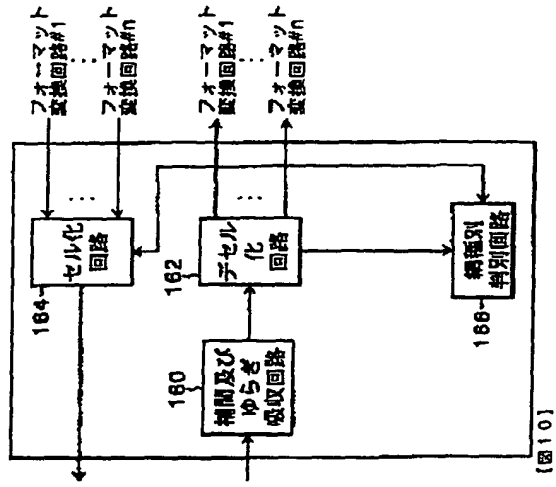 【図10】
フォーマット
変換回路#1
⋮
フォーマット
変換回路#n
フォーマット
変換回路#1
⋮
フォーマット
変換回路#n
164
セル化
回路
⋮
162
デセル
化
回路
⋮
160
補間及び
ゆらぎ
吸収回路
166
網種別
判別回路